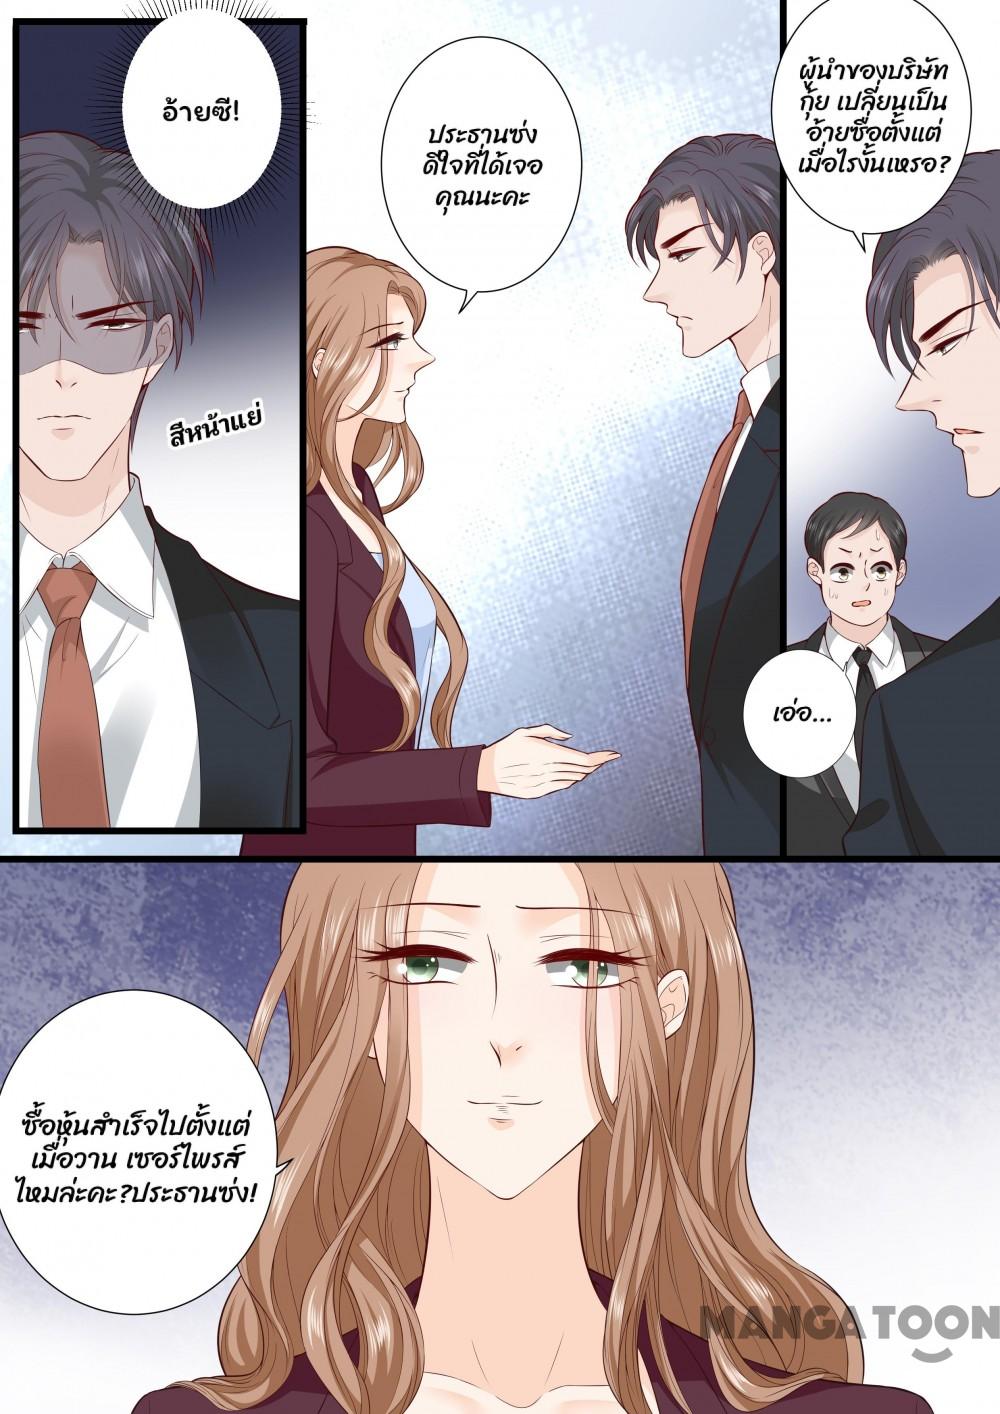 อ้ายซี!
สีหน้าแย่
ประธานซ่ง
ดีใจที่ได้เจอ
คุณนะคะ
ผู้นำของบริษัท
กุ้ย เปลี่ยนเป็น
อ้ายซื่อตั้งแต่
เมื่อไรงั้นเหรอ?
เอ่อ...
ซื้อหุ้นสำเร็จไปตั้งแต่
เมื่อวาน เซอร์ไพรส์
ไหมล่ะคะ?ประธานซ่ง!
MANGATOON